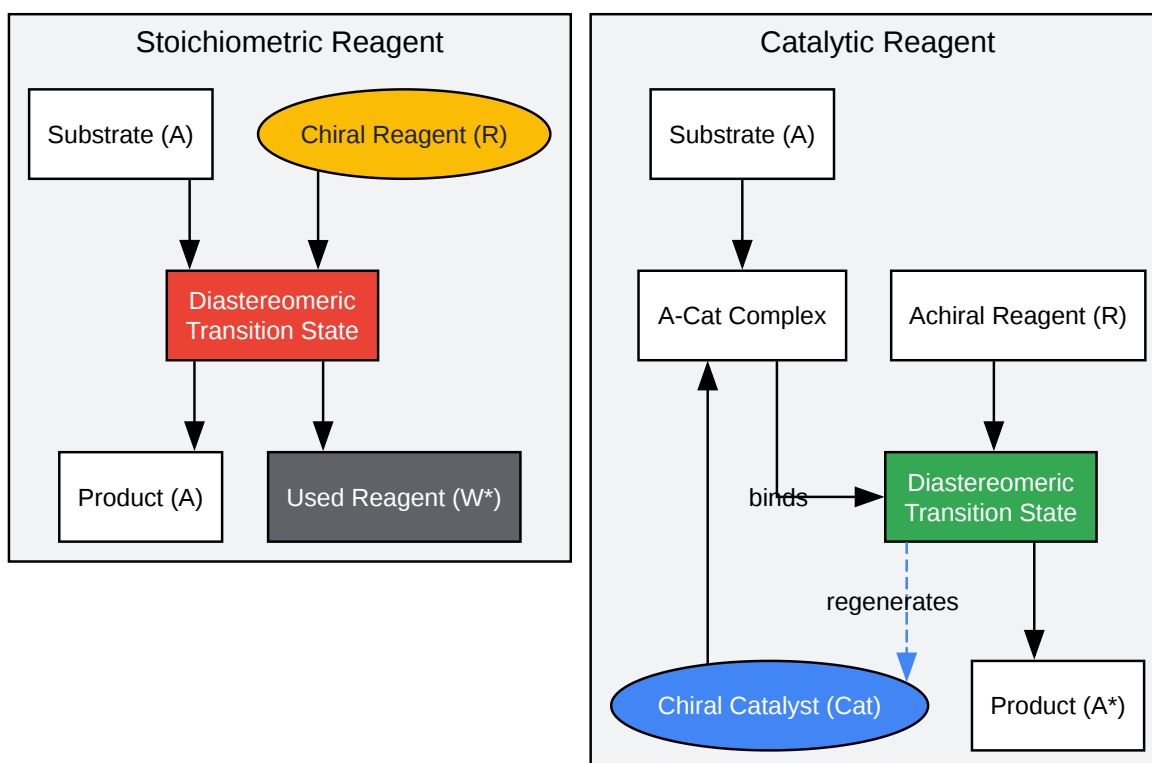 Stoichiometric Reagent
Substrate (A)
Chiral Reagent (R)
Diastereomeric
Transition State
Product (A)
Used Reagent (W*)
Catalytic Reagent
Substrate (A)
A-Cat Complex
Achiral Reagent (R)
binds
Diastereomeric
Transition State
regenerates
Chiral Catalyst (Cat)
Product (A*)